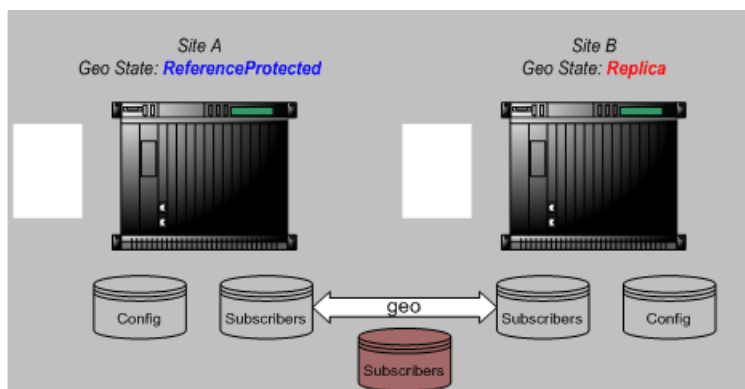 Site A
Geo State: ReferenceProtected
Site B
Geo State: Replica
Config
Subscribers
geo
Subscribers
Config
Subscribers